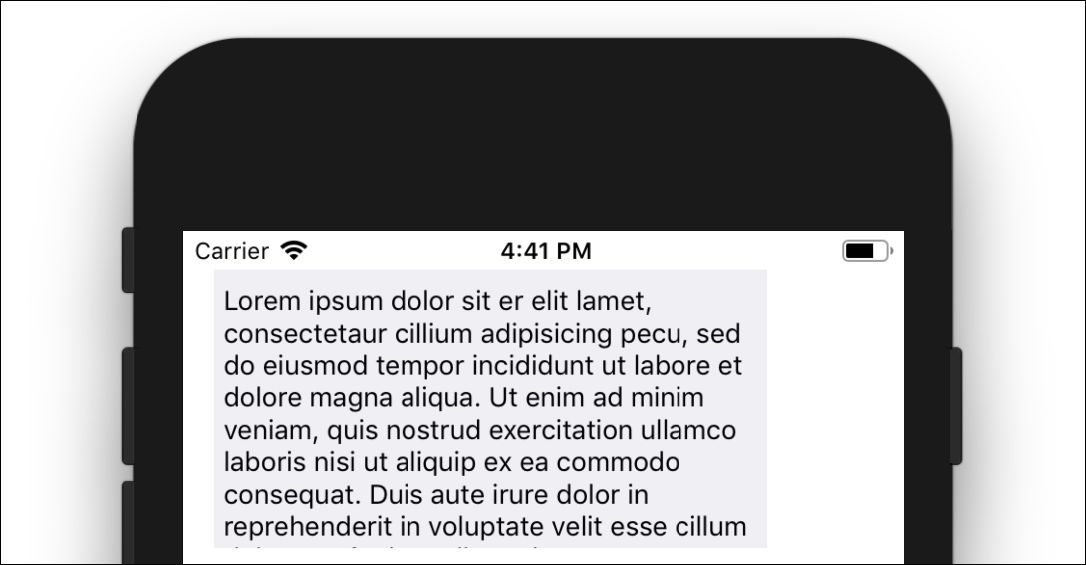 Carrier
4:41 PM
Lorem ipsum dolor sit er elit lamet,
consectetaur cillium adipisicing pecu, sed
do eiusmod tempor incididunt ut labore et
dolore magna aliqua. Ut enim ad minim
veniam, quis nostrud exercitation ullamco
laboris nisi ut aliquip ex ea commodo
consequat. Duis aute irure dolor in
reprehenderit in voluptate velit esse cillum